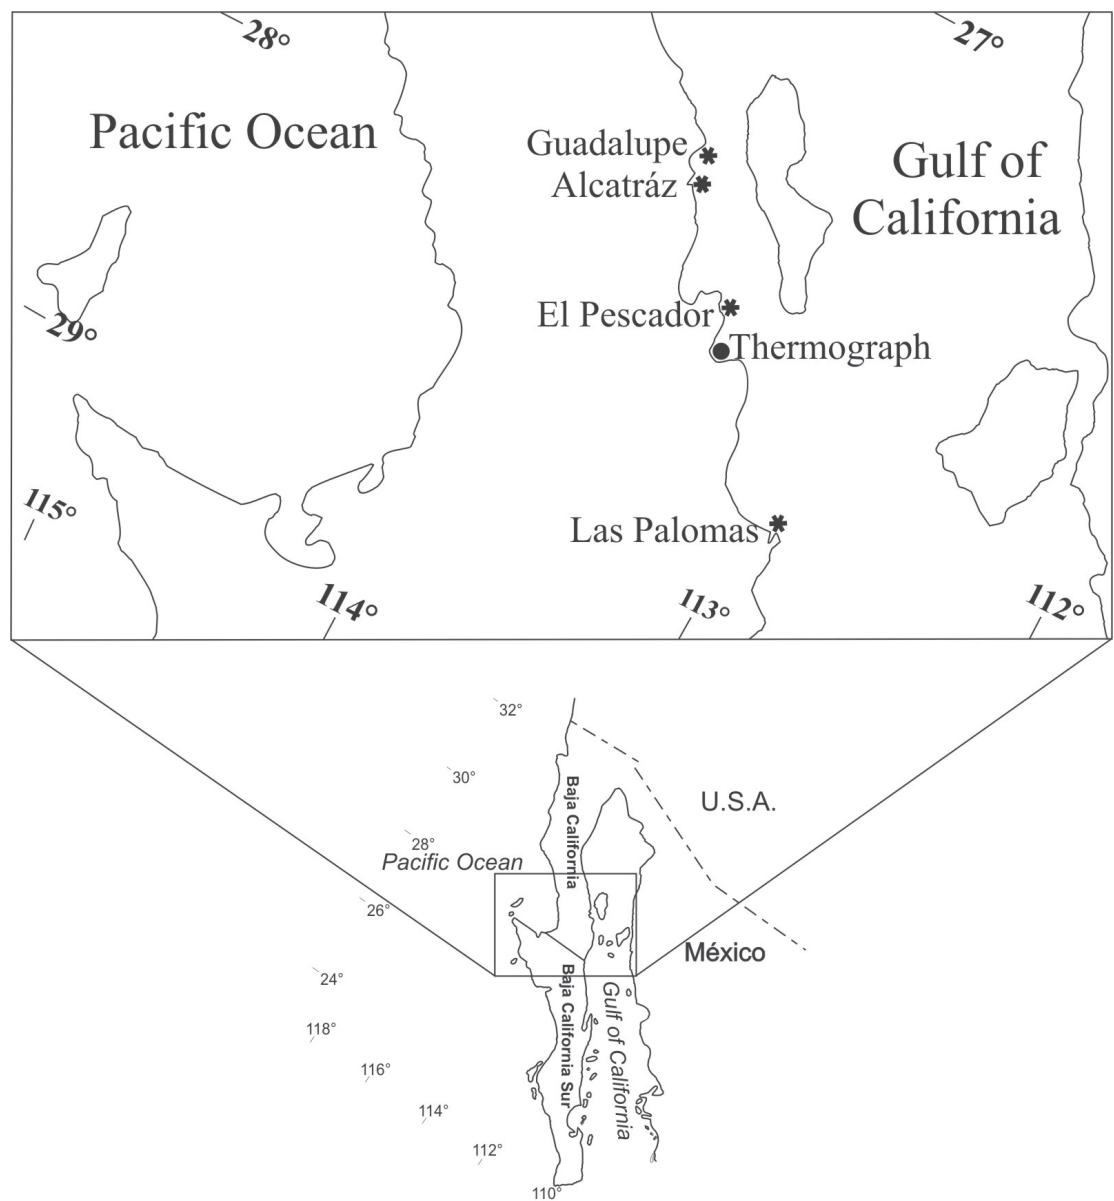 28°
27°
Pacific Ocean
Guadalupe
Alcatráz
Gulf of
California
El Pescador
29°
Thermograph
115°
Las Palomas
114°
113°
112°
32°
30°
Baja California
U.S.A.
28°
Pacific Ocean
26°
México
24°
Baja California Sur
Gulf of California
118°
116°
114°
112°
110°